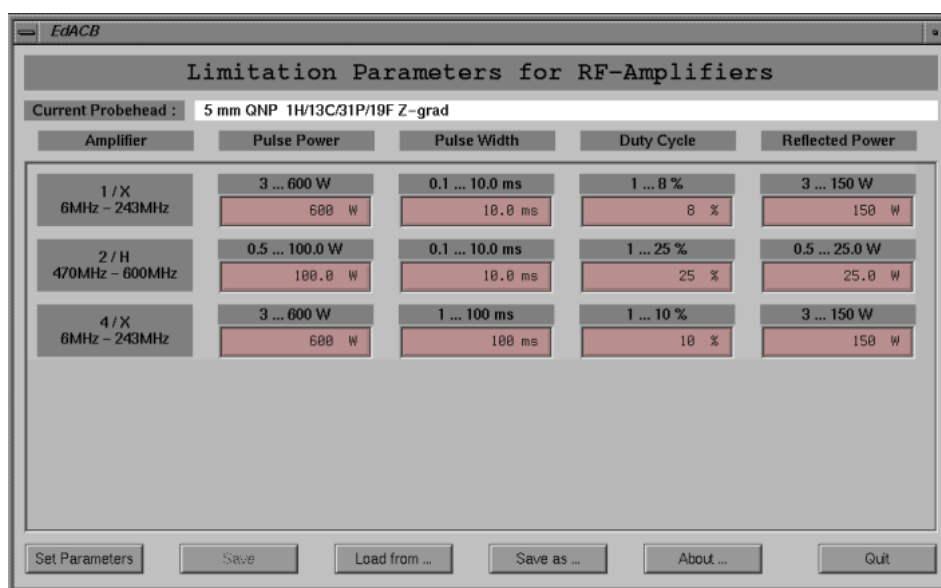 EdACB
Limitation Parameters for RF-Amplifiers
Current Probehead : 5 mm QNP 1H/13C/31P/19F Z-grad
Amplifier Pulse Power Pulse Width Duty Cycle Reflected Power
1 / X
6MHz - 243MHz
3 ... 600 W 0.1 ... 10.0 ms 1 ... 8 % 3 ... 150 W
600 W 10.0 ms 8 % 150 W
2 / H
470MHz - 600MHz
0.5 ... 100.0 W 0.1 ... 10.0 ms 1 ... 25 % 0.5 ... 25.0 W
100.0 W 10.0 ms 25 % 25.0 W
4 / X
6MHz - 243MHz
3 ... 600 W 1 ... 100 ms 1 ... 10 % 3 ... 150 W
600 W 100 ms 10 % 150 W
Set Parameters Save Load from ... Save as ... About ... Quit